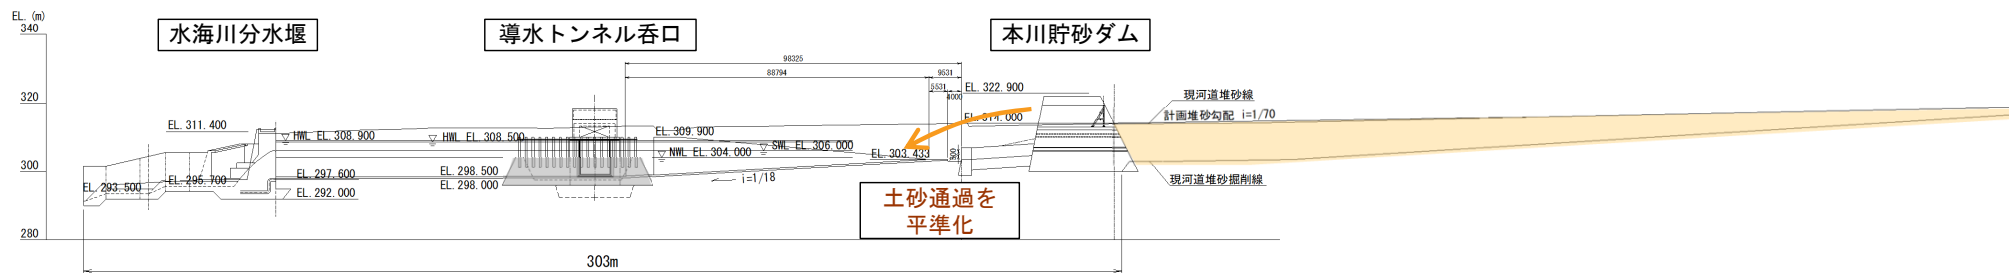 EL. (m)
340
320
300
280
水海川分水堰
導水トンネル呑口
本川貯砂ダム
98325
88794
9531
5531
4000
EL. 322.900
EL. 314.000
現河道堆砂線
計画堆砂勾配 i=1/70
EL. 311.400
HWL EL. 308.900
HWL EL. 308.500
EL. 309.900
SWL EL. 306.000
NWL EL. 304.000
EL. 303.433
EL. 293.500
EL. 295.700
EL. 297.600
EL. 292.000
EL. 298.500
EL. 298.000
i=1/18
現河道堆砂掘削線
土砂通過を
平準化
303m